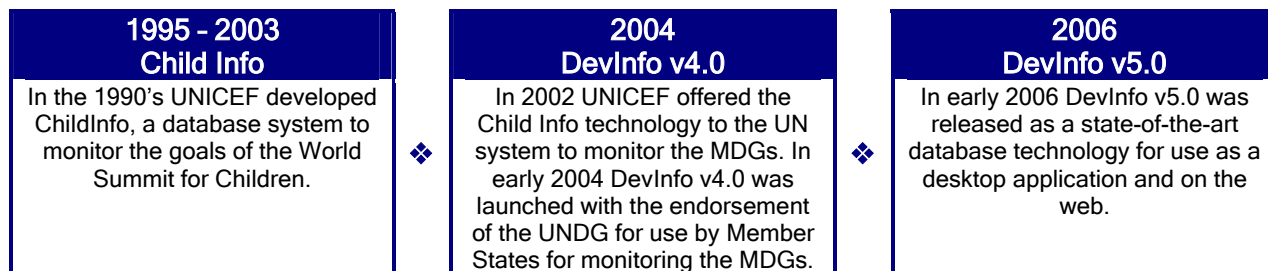 1995 – 2003
Child Info
In the 1990's UNICEF developed
ChildInfo, a database system to
monitor the goals of the World
Summit for Children.
2004
DevInfo v4.0
In 2002 UNICEF offered the
Child Info technology to the UN
system to monitor the MDGs. In
early 2004 DevInfo v4.0 was
launched with the endorsement
of the UNDG for use by Member
States for monitoring the MDGs.
2006
DevInfo v5.0
In early 2006 DevInfo v5.0 was
released as a state-of-the-art
database technology for use as a
desktop application and on the
web.